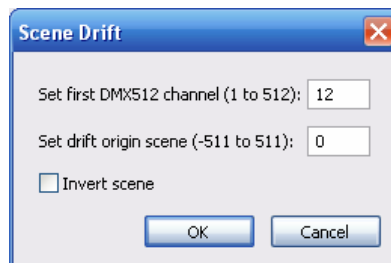 Scene Drift
Set first DMX512 channel (1 to 512): 12
Set drift origin scene (-511 to 511): 0
Invert scene
OK Cancel